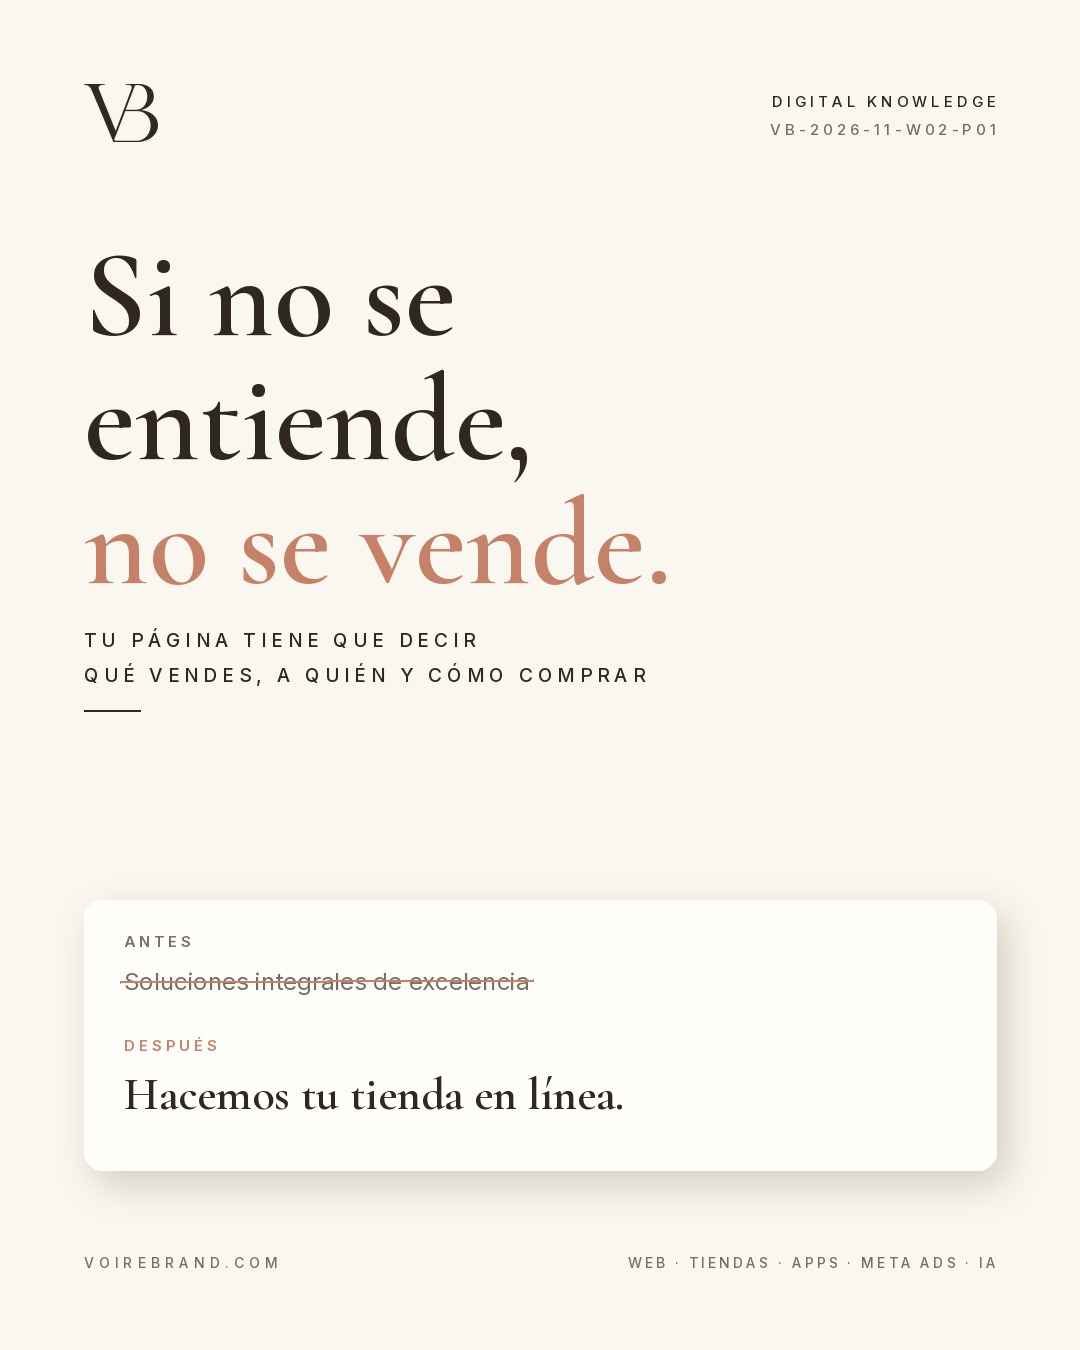 VB
DIGITAL KNOWLEDGE
VB-2026-11-W02-P01
Si no se
entiende,
no se vende.
TU PÁGINA TIENE QUE DECIR
QUÉ VENDES, A QUIÉN Y CÓMO COMPRAR
ANTES
Soluciones integrales de excelencia
DESPUÉS
Hacemos tu tienda en línea.
VOIREBRAND.COM
WEB · TIENDAS · APPS · META ADS · IA